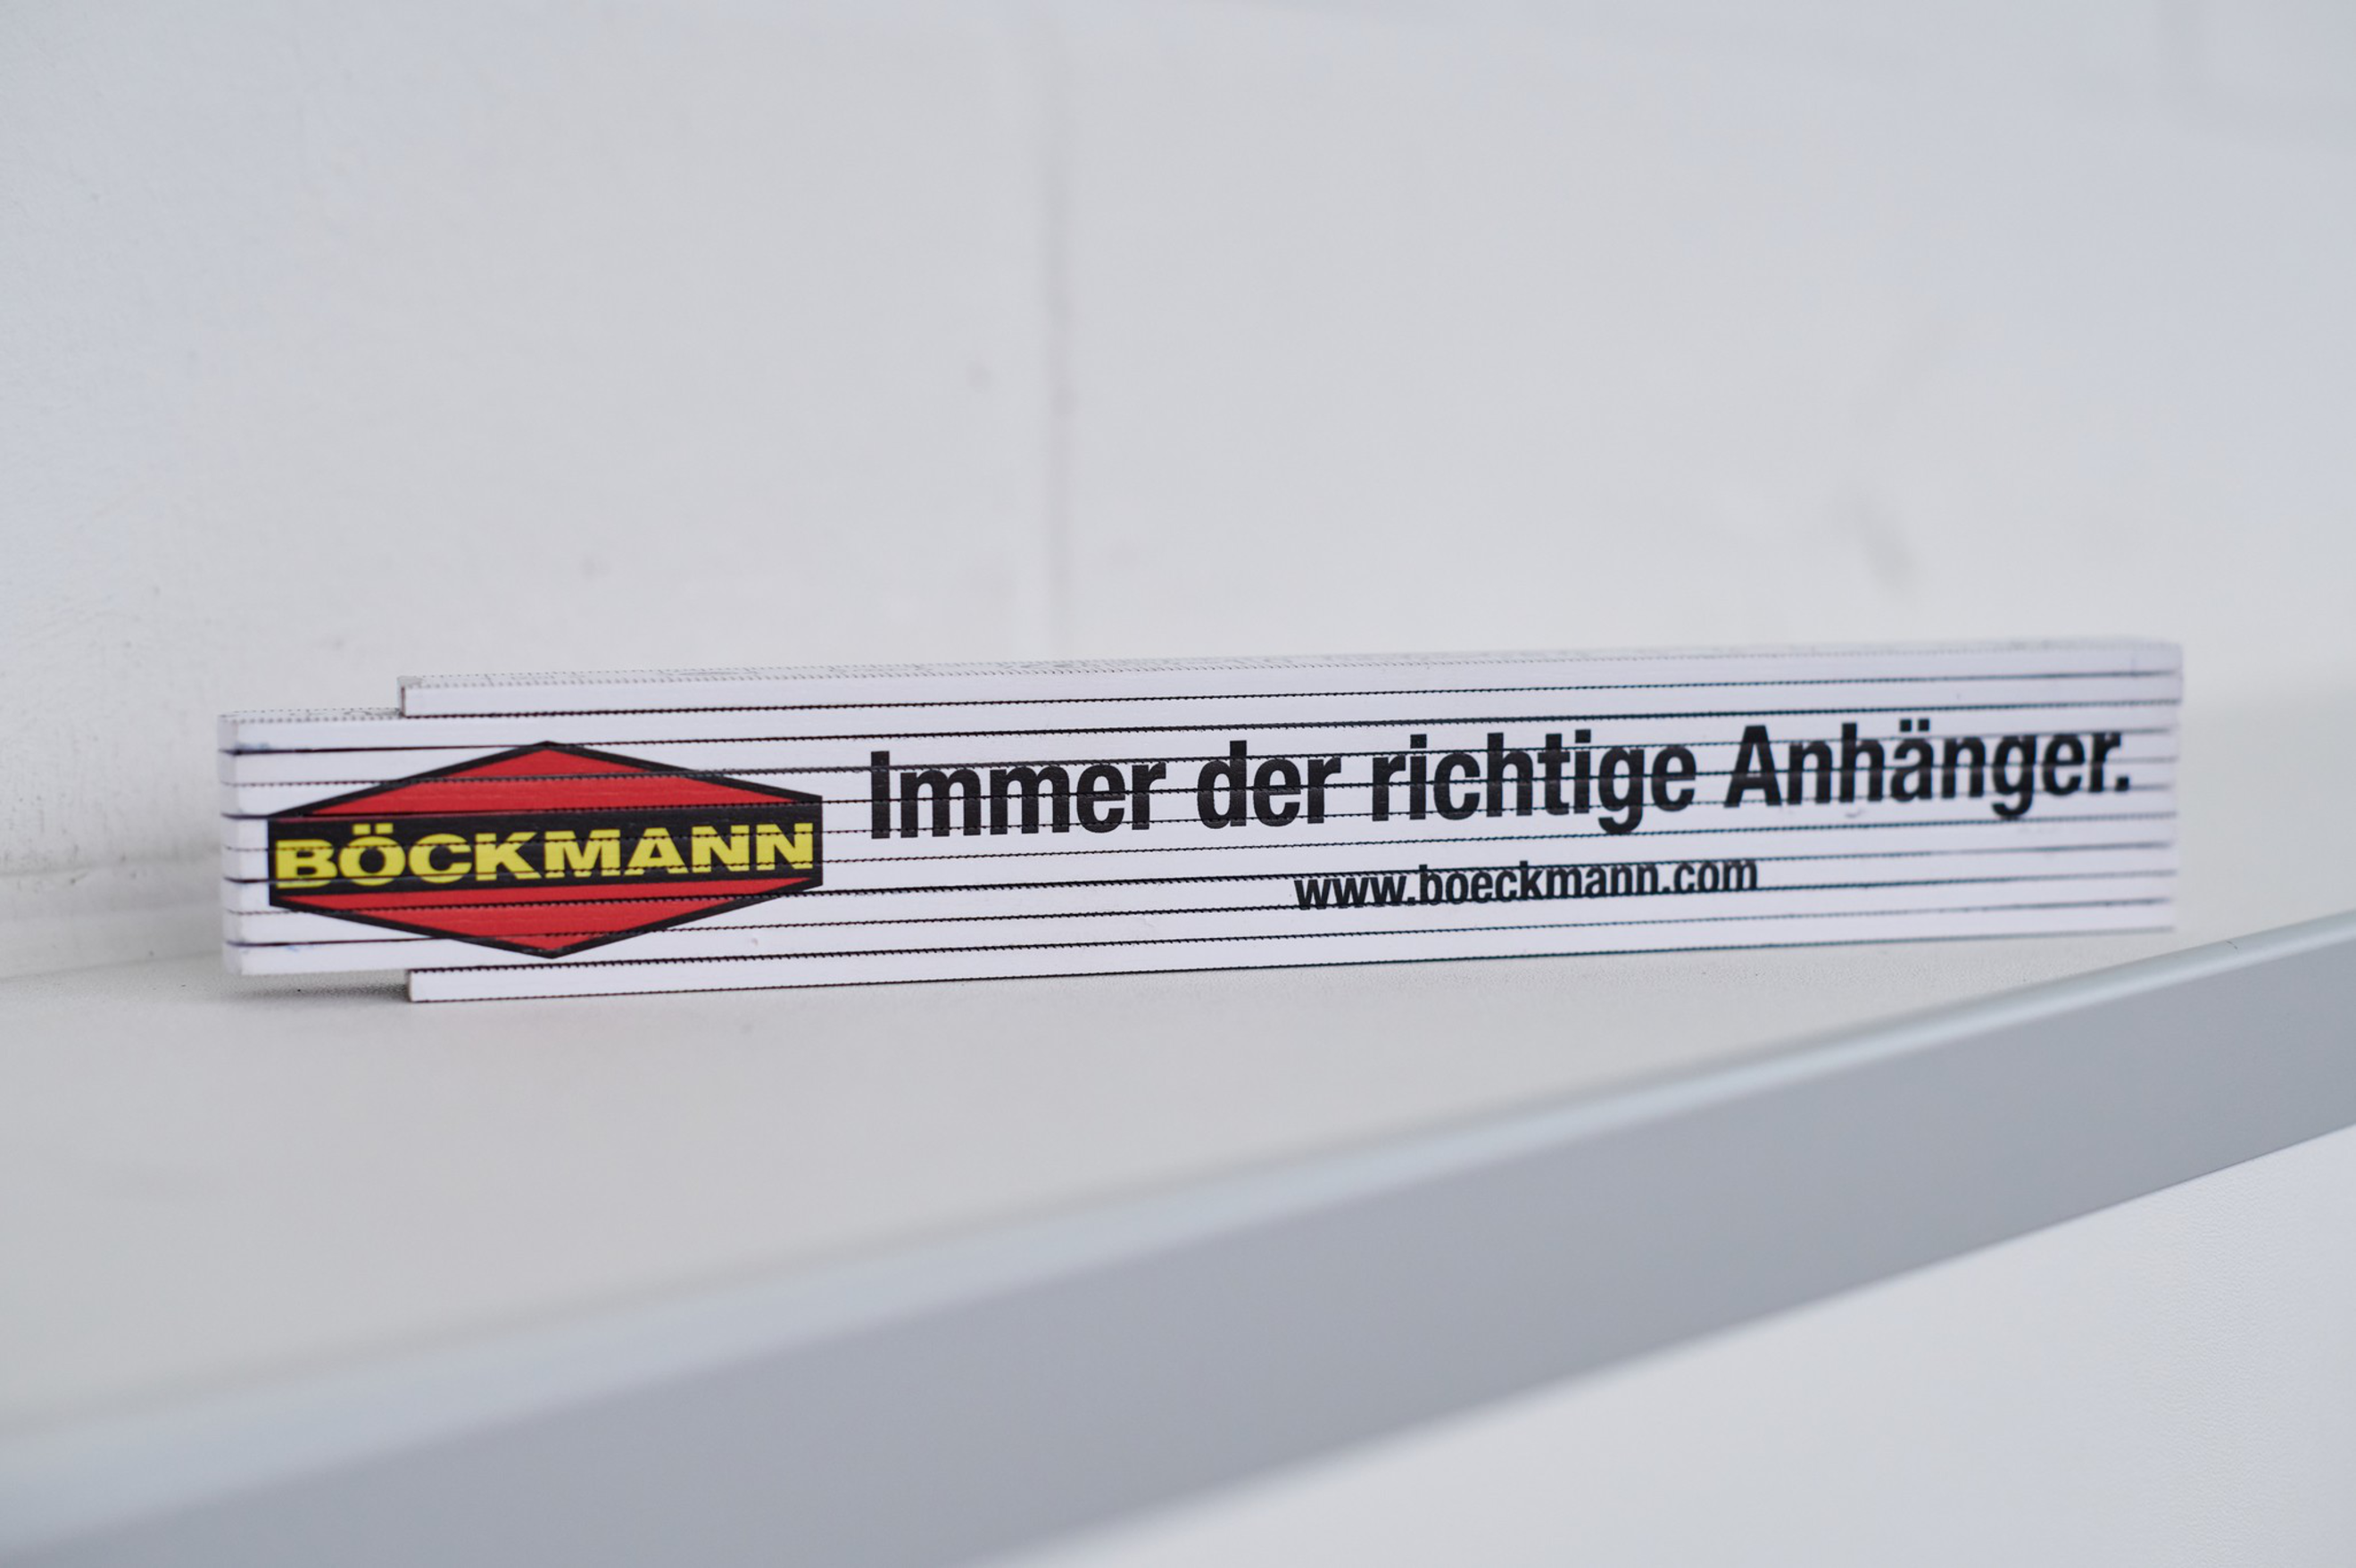 BÖCKMANN
Immer der richtige Anhänger.
www.boeckmann.com